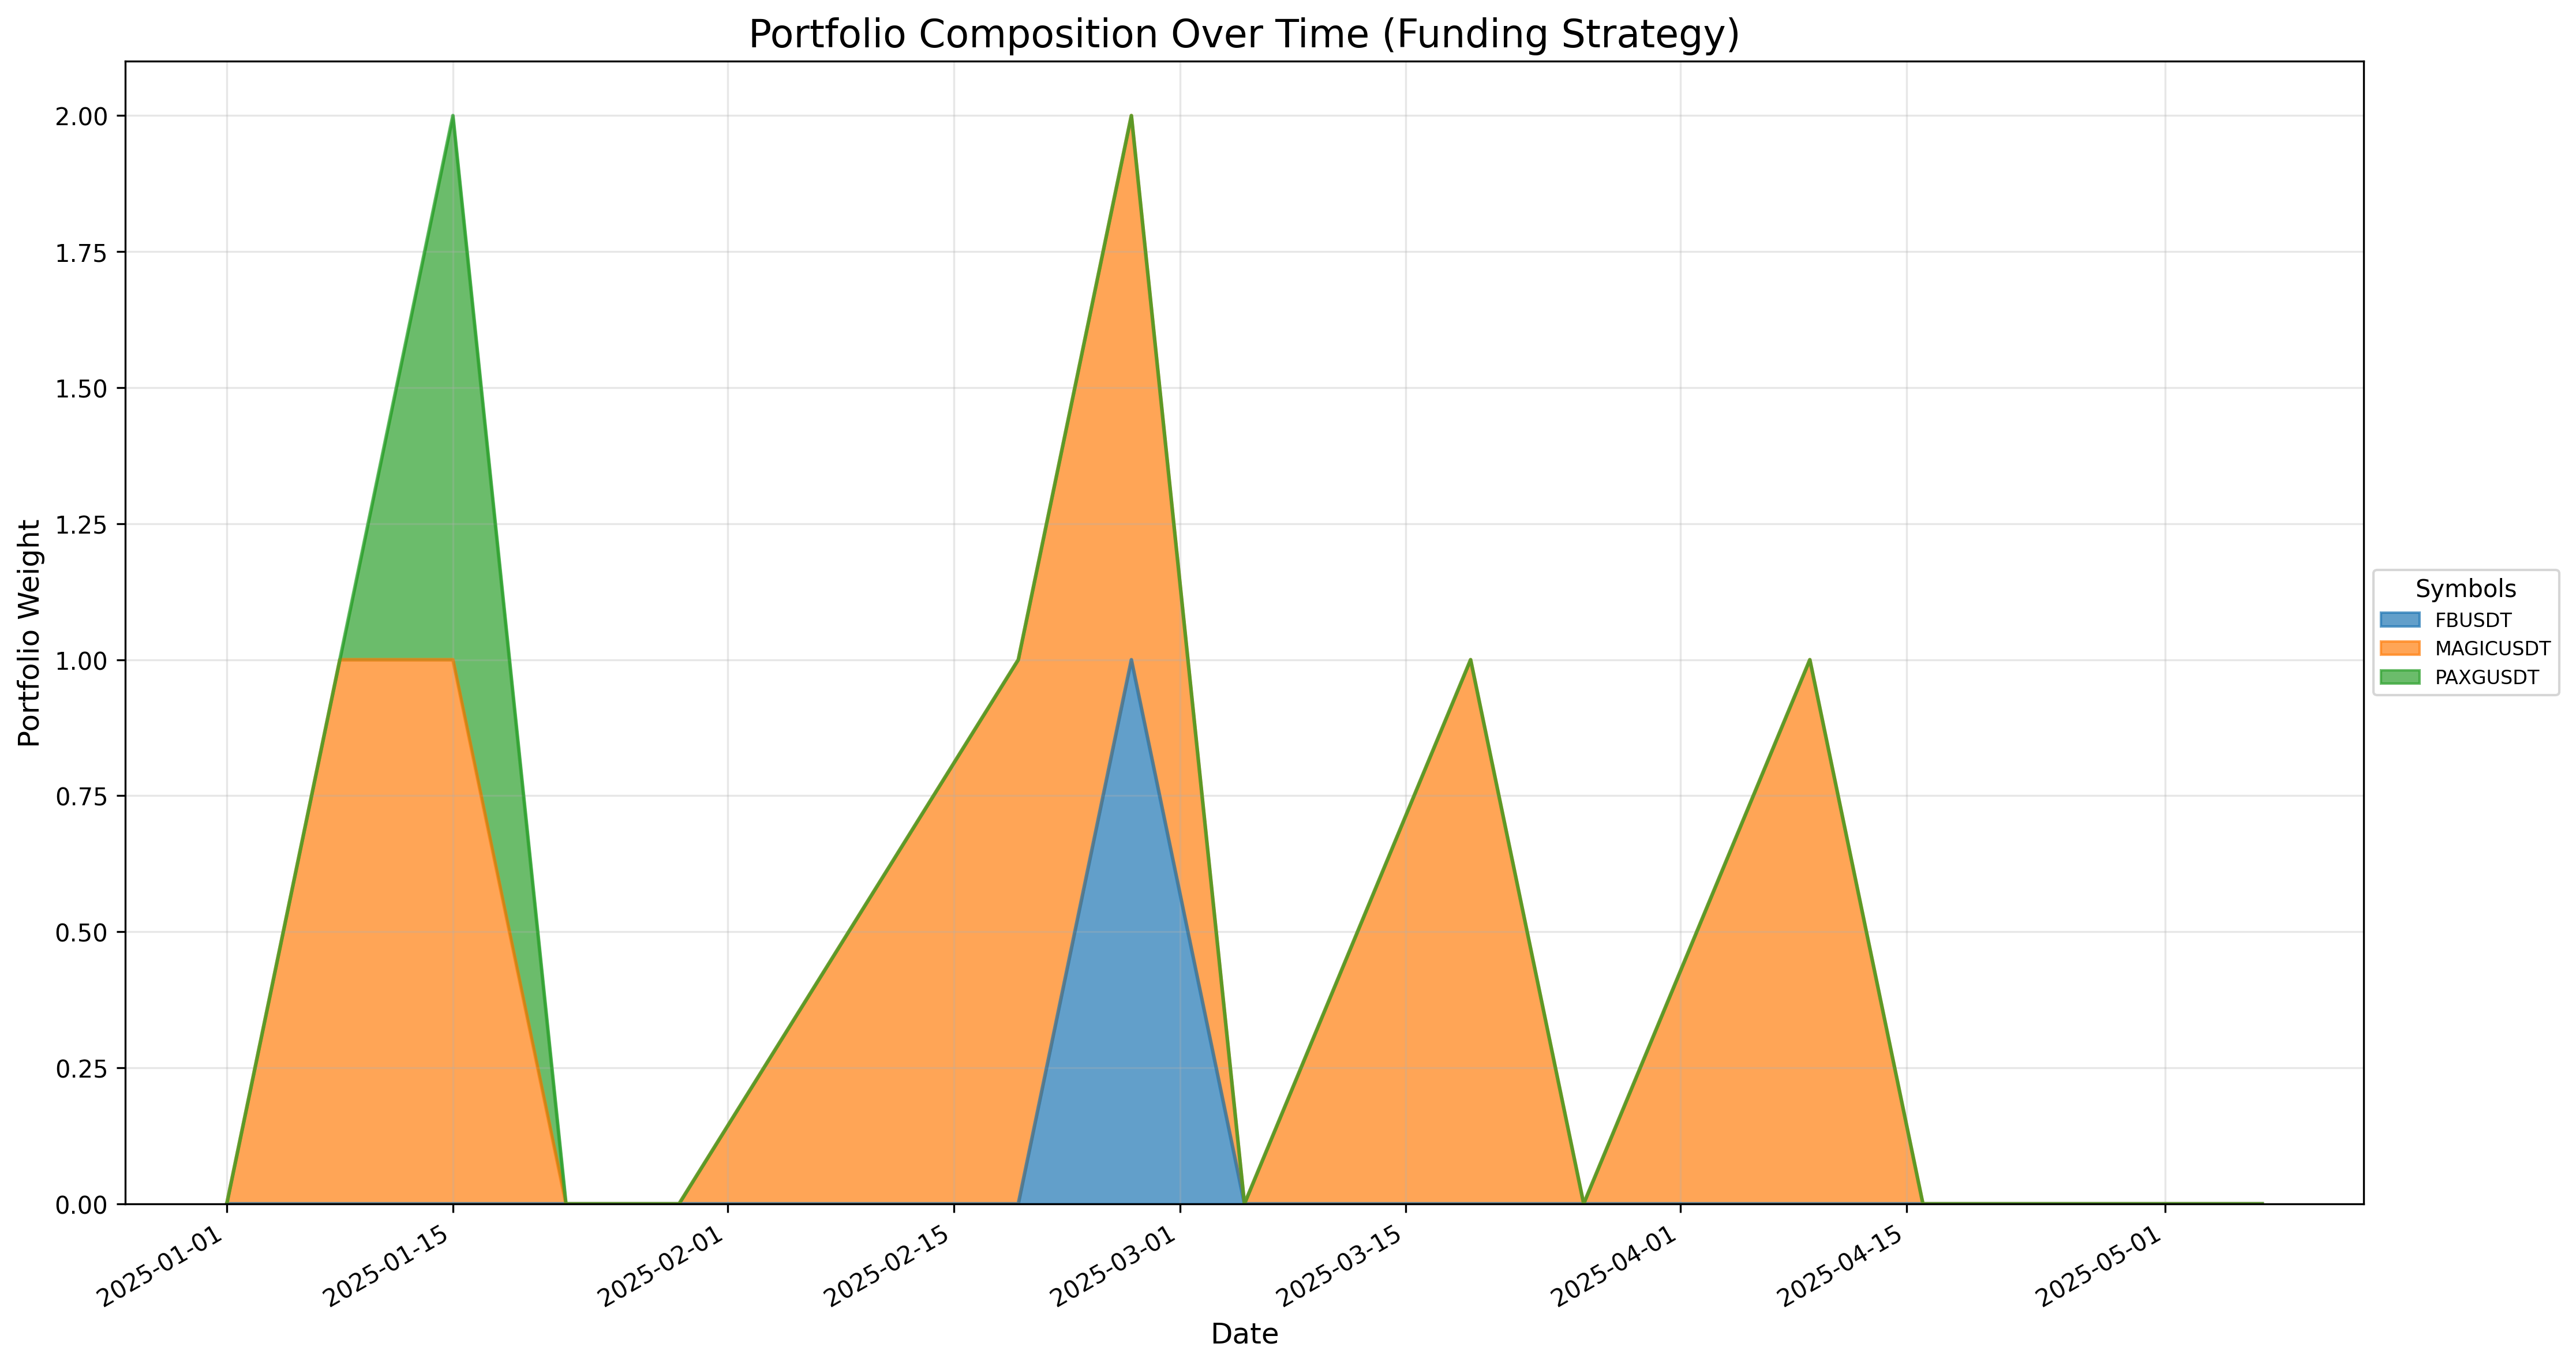 Portfolio Composition Over Time (Funding Strategy)
Portfolio Weight
2.00
1.75
1.50
1.25
1.00
0.75
0.50
0.25
0.00
2025-01-01
2025-01-15
2025-02-01
2025-02-15
2025-03-01
2025-03-15
2025-04-01
2025-04-15
2025-05-01
Date
Symbols
FBUSDT
MAGICUSDT
PAXGUSDT